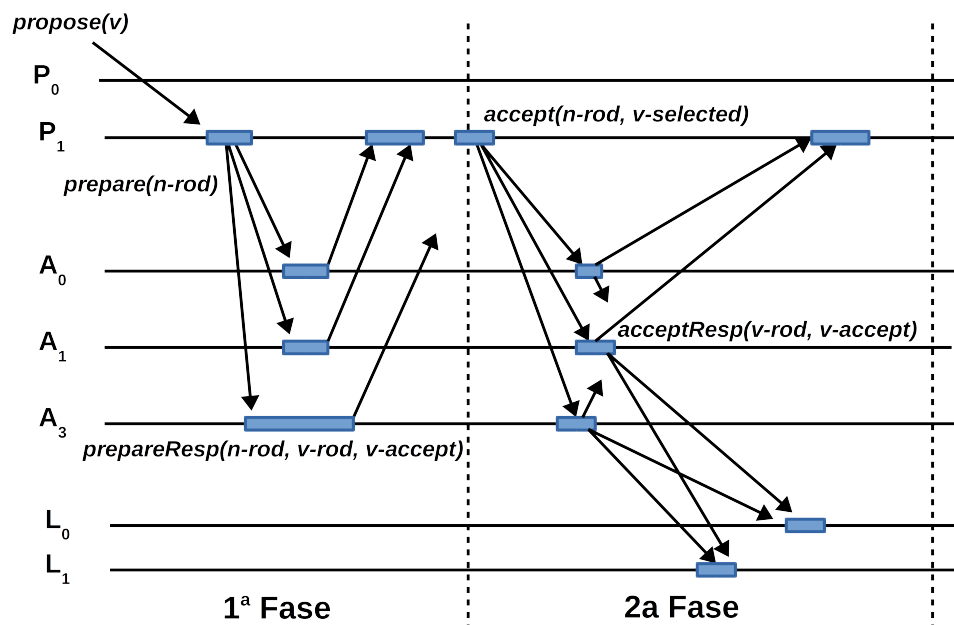 propose(v)
P0
accept(n-rod, v-selected)
P1
prepare(n-rod)
A0
acceptResp(v-rod, v-accept)
A1
A3
prepareResp(n-rod, v-rod, v-accept)
L0
L1
1ª Fase
2a Fase